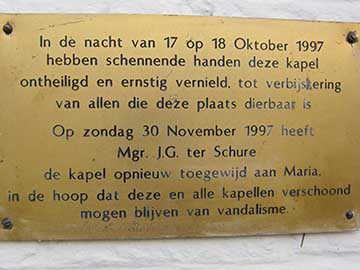 In de nacht van 17 op 18 Oktober 1997
hebben schennende handen deze kapel
ontheiligd en ernstig vernield, tot verbijstering
van allen die deze plaats dierbaar is
Op zondag 30 November 1997 heeft
Mgr. J.G. ter Schure
de kapel opnieuw toegewijd aan Maria,
in de hoop dat deze en alle kapellen verschoond
mogen blijven van vandalisme.